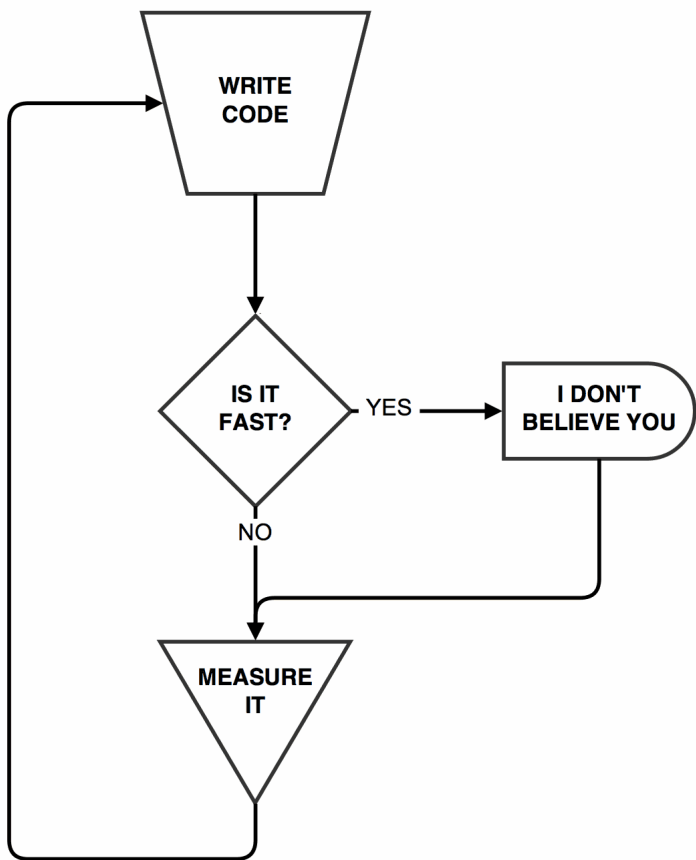 WRITE
CODE
IS IT
FAST?
YES
I DON'T
BELIEVE YOU
NO
MEASURE
IT